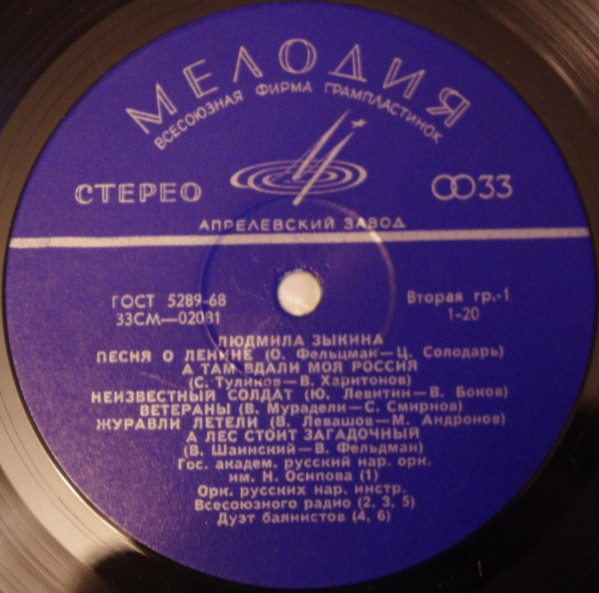 МЕЛОДИЯ
ВСЕСОЮЗНАЯ ФИРМА ГРАМПЛАСТИНОК
СТЕРЕО
33
АПРЕЛЕВСКИЙ ЗАВОД
ГОСТ 5289-68
Вторая гр.-1
33СМ—02031
1-20
ЛЮДМИЛА ЗЫКИНА
ПЕСНЯ О ЛЕНИНЕ (О. Фельцман—Ц. Солодарь)
А ТАМ ВДАЛИ МОЯ РОССИЯ
(С. Туликов—В. Харитонов)
НЕИЗВЕСТНЫЙ СОЛДАТ (Ю. Левитин—В. Боков)
ВЕТЕРАНЫ (В. Мурадели—С. Смирнов)
ЖУРАВЛИ ЛЕТЕЛИ (В. Левашов—М. Андронов)
А ЛЕС СТОИТ ЗАГАДОЧНЫЙ
(В. Шаинский—В. Фельдман)
Гос. академ. русский нар. орк.
им. Н. Осипова (1)
Орк. русских нар. инстр.
Всесоюзного радио (2, 3, 5)
Дуэт баянистов (4, 6)